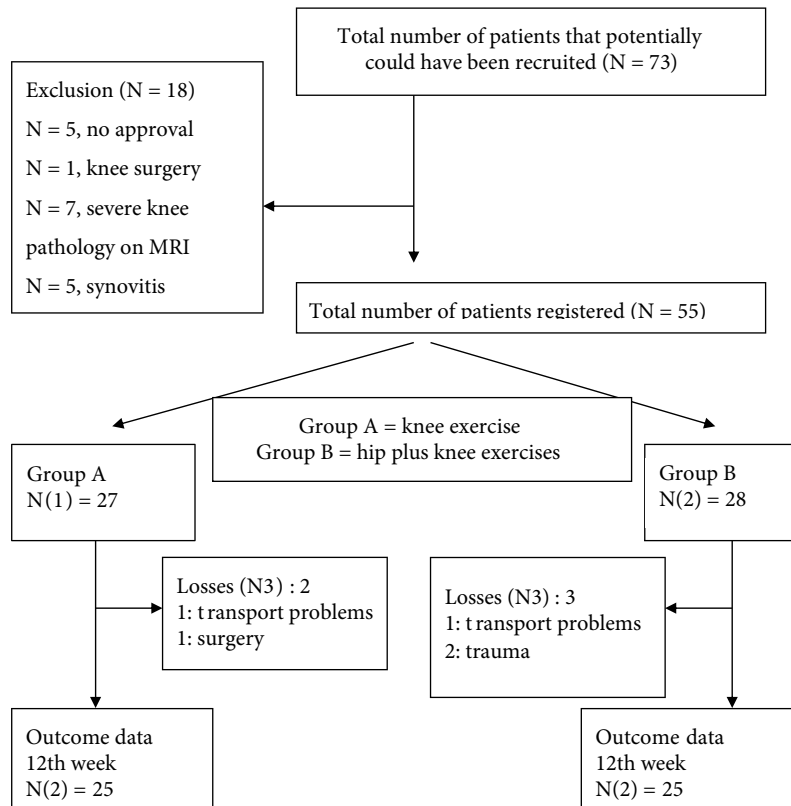 Total number of patients that potentially
could have been recruited (N = 73)
Exclusion (N = 18)
N = 5, no approval
N = 1, knee surgery
N = 7, severe knee
pathology on MRI
N = 5, synovitis
Total number of patients registered (N = 55)
Group A = knee exercise
Group B = hip plus knee exercises
Group A
N(1) = 27
Group B
N(2) = 28
Losses (N3) : 2
1: t ransport problems
1: surgery
Losses (N3) : 3
1: t ransport problems
2: trauma
Outcome data
12th week
N(2) = 25
Outcome data
12th week
N(2) = 25